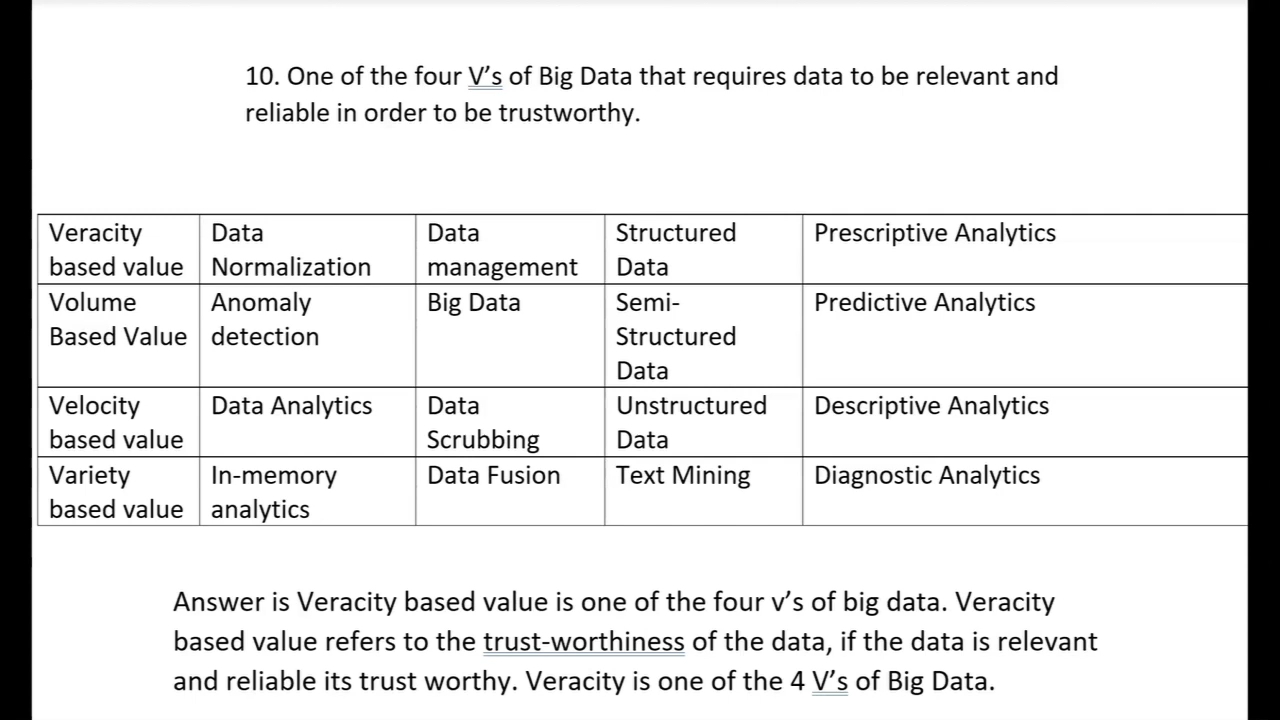 10. One of the four V's of Big Data that requires data to be relevant and
reliable in order to be trustworthy.
Veracity based value | Data Normalization | Data management | Structured Data | Prescriptive Analytics
Volume Based Value | Anomaly detection | Big Data | Semi-Structured Data | Predictive Analytics
Velocity based value | Data Analytics | Data Scrubbing | Unstructured Data | Descriptive Analytics
Variety based value | In-memory analytics | Data Fusion | Text Mining | Diagnostic Analytics
Answer is Veracity based value is one of the four v's of big data. Veracity
based value refers to the trust-worthiness of the data, if the data is relevant
and reliable its trust worthy. Veracity is one of the 4 V's of Big Data.